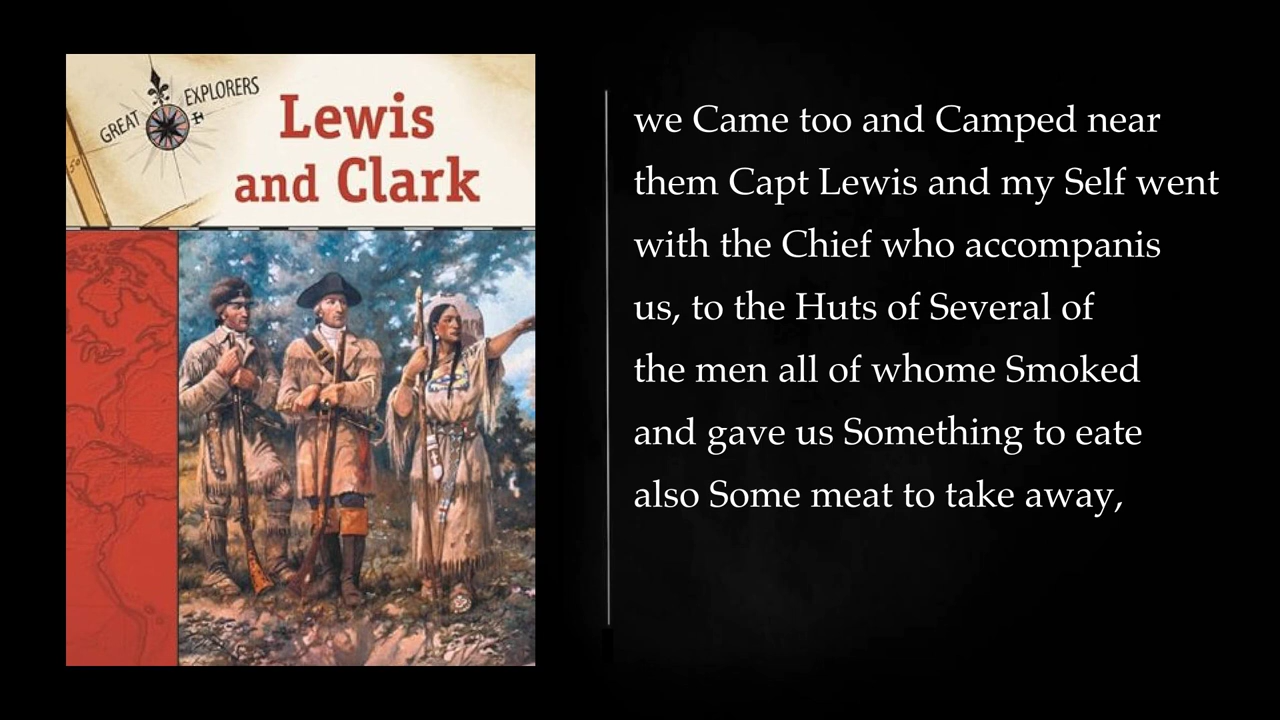 GREAT EXPLORERS
Lewis
and Clark
50
we Came too and Camped near
them Capt Lewis and my Self went
with the Chief who accompanis
us, to the Huts of Several of
the men all of whome Smoked
and gave us Something to eate
also Some meat to take away,